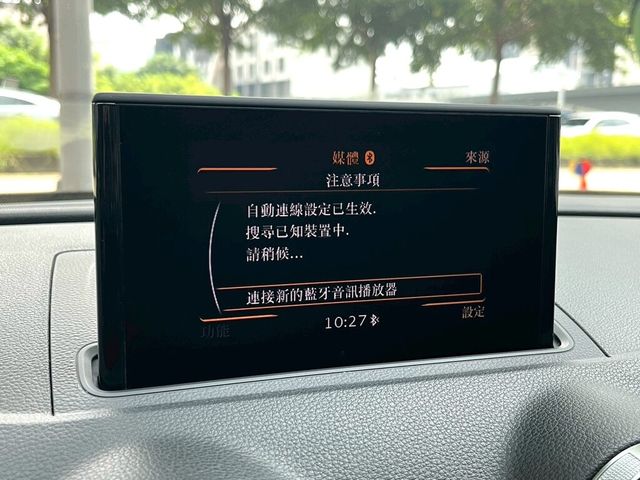 媒體
來源
注意事項
自動連線設定已生效.
搜尋已知裝置中.
請稍候...
連接新的藍牙音訊播放器
功能
10:27
設定